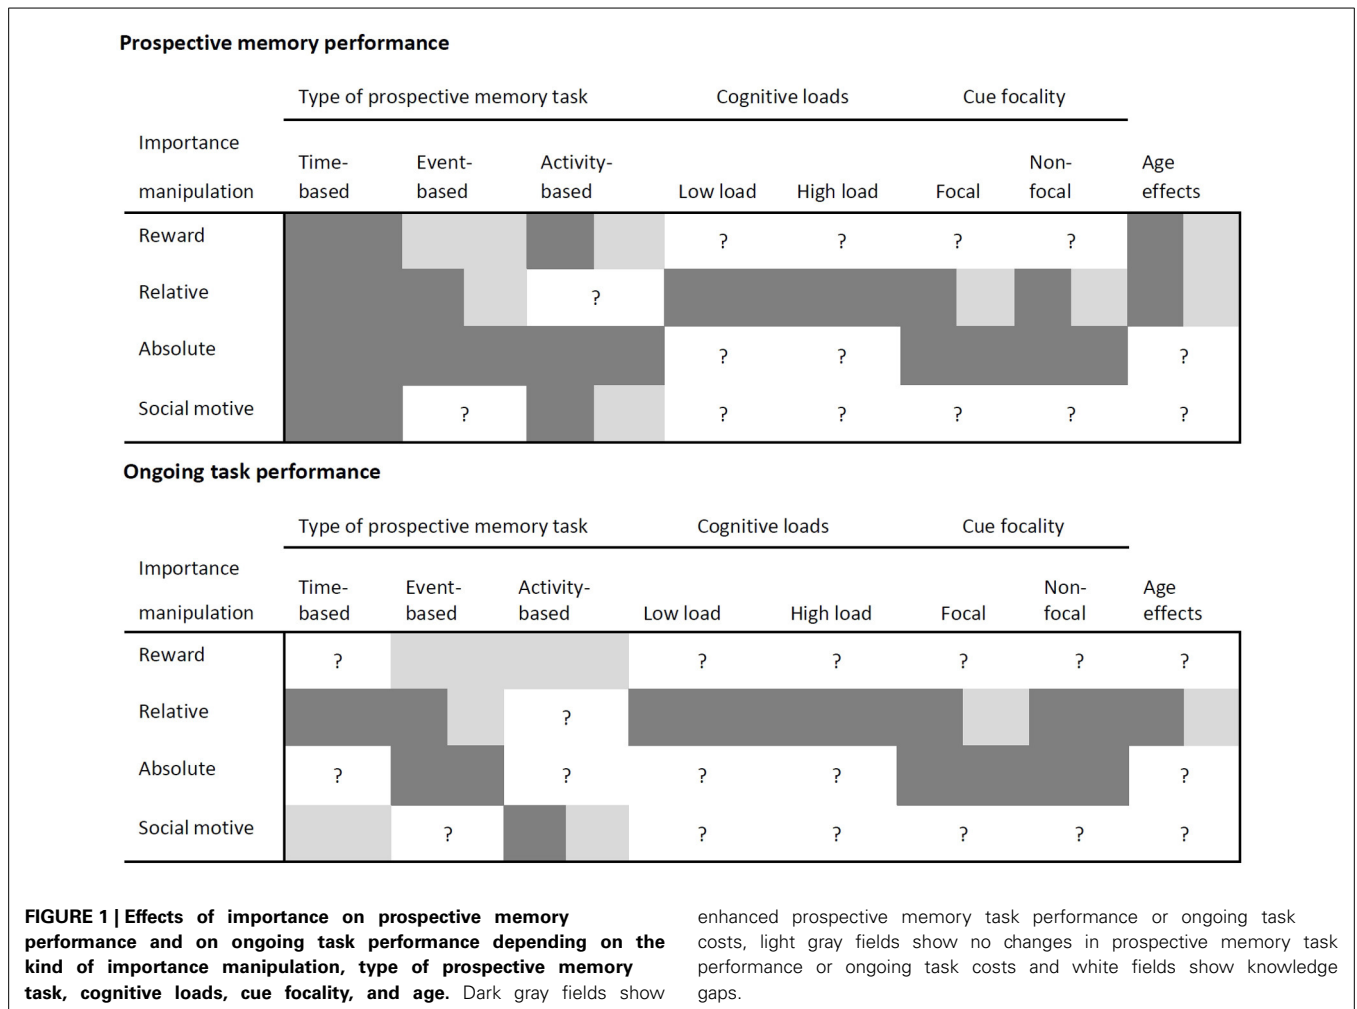 Prospective memory performance
Type of prospective memory task Cognitive loads Cue focality
Importance
manipulation
Time-
based
Event-
based
Activity-
based
Low load High load Focal
Non-
focal
Age
effects
Reward ? ? ? ?
Relative ?
Absolute ? ? ?
Social motive ? ? ? ? ? ?
Ongoing task performance
Type of prospective memory task Cognitive loads Cue focality
Importance
manipulation
Time-
based
Event-
based
Activity-
based
Low load High load Focal
Non-
focal
Age
effects
Reward ? ? ? ? ? ?
Relative ?
Absolute ? ? ? ? ?
Social motive ? ? ? ? ? ?
FIGURE 1 | Effects of importance on prospective memory
performance and on ongoing task performance depending on the
kind of importance manipulation, type of prospective memory
task, cognitive loads, cue focality, and age. Dark gray fields show
enhanced prospective memory task performance or ongoing task
costs, light gray fields show no changes in prospective memory task
performance or ongoing task costs and white fields show knowledge
gaps.